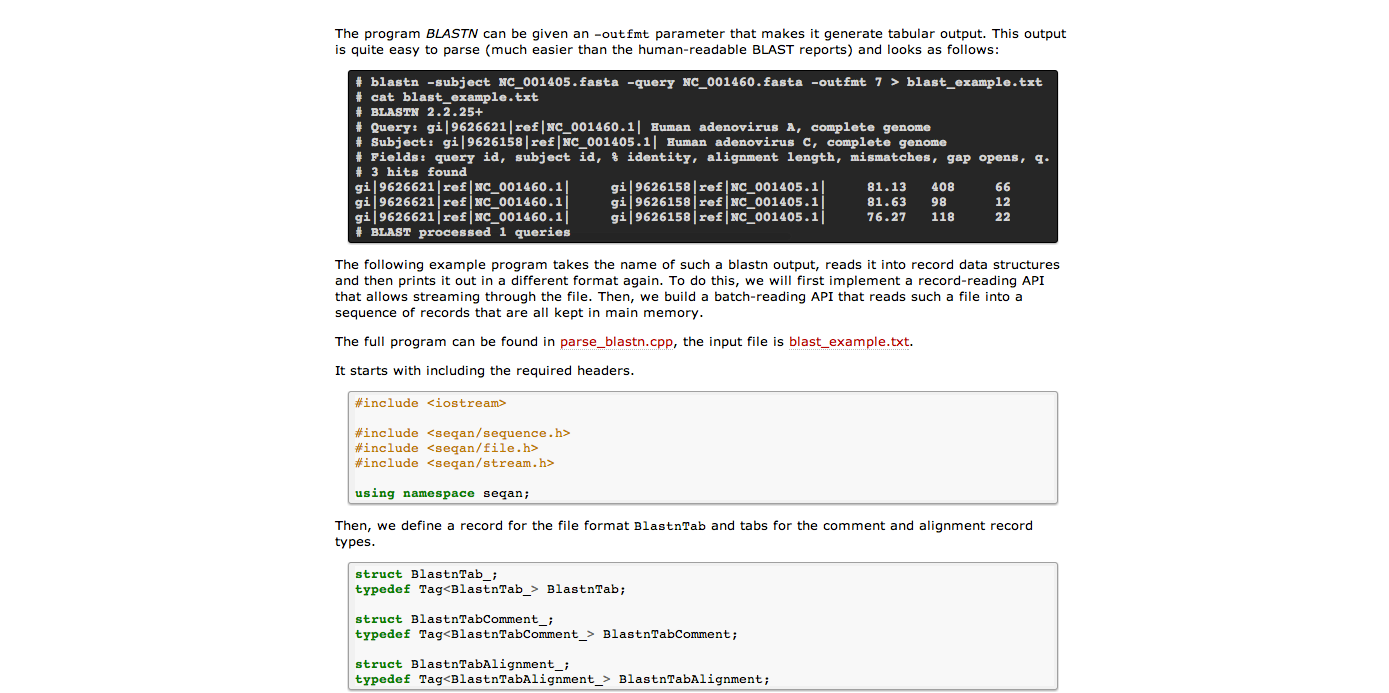 The program BLASTN can be given an -outfmt parameter that makes it generate tabular output. This output
is quite easy to parse (much easier than the human-readable BLAST reports) and looks as follows:
# blastn -subject NC_001405.fasta -query NC_001460.fasta -outfmt 7 > blast_example.txt
# cat blast_example.txt
# BLASTN 2.2.25+
# Query: gi|9626621|ref|NC_001460.1| Human adenovirus A, complete genome
# Subject: gi|9626158|ref|NC_001405.1| Human adenovirus C, complete genome
# Fields: query id, subject id, % identity, alignment length, mismatches, gap opens, q.
# 3 hits found
gi|9626621|ref|NC_001460.1| gi|9626158|ref|NC_001405.1| 81.13 408 66
gi|9626621|ref|NC_001460.1| gi|9626158|ref|NC_001405.1| 81.63 98 12
gi|9626621|ref|NC_001460.1| gi|9626158|ref|NC_001405.1| 76.27 118 22
# BLAST processed 1 queries
The following example program takes the name of such a blastn output, reads it into record data structures
and then prints it out in a different format again. To do this, we will first implement a record-reading API
that allows streaming through the file. Then, we build a batch-reading API that reads such a file into a
sequence of records that are all kept in main memory.
The full program can be found in parse_blastn.cpp, the input file is blast_example.txt.
It starts with including the required headers.
#include <iostream>
#include <seqan/sequence.h>
#include <seqan/file.h>
#include <seqan/stream.h>
using namespace seqan;
Then, we define a record for the file format BlastnTab and tabs for the comment and alignment record
types.
struct BlastnTab_;
typedef Tag<BlastnTab_> BlastnTab;
struct BlastnTabComment_;
typedef Tag<BlastnTabComment_> BlastnTabComment;
struct BlastnTabAlignment_;
typedef Tag<BlastnTabAlignment_> BlastnTabAlignment;